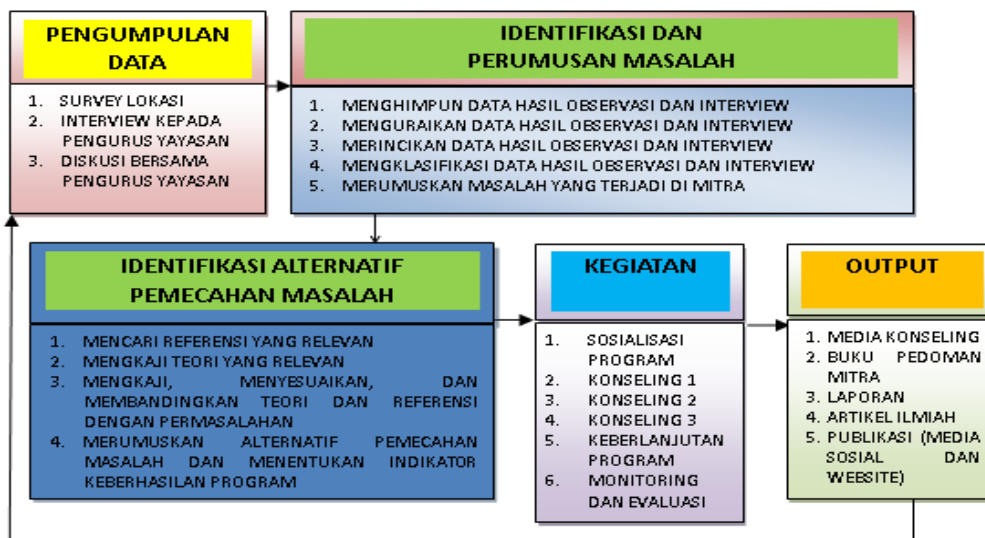 PENGUMPULAN
DATA
1. SURVEY LOKASI
2. INTERVIEW KEPADA
PENGURUS YAYASAN
3. DISKUSI BERSAMA
PENGURUS YAYASAN
IDENTIFIKASI DAN
PERUMUSAN MASALAH
1. MENGHIMPUN DATA HASIL OBSERVASI DAN INTERVIEW
2. MENGURAIKAN DATA HASIL OBSERVASI DAN INTERVIEW
3. MERINCIKAN DATA HASIL OBSERVASI DAN INTERVIEW
4. MENGKLASIFIKASI DATA HASIL OBSERVASI DAN INTERVIEW
5. MERUMUSKAN MASALAH YANG TERJADI DI MITRA
IDENTIFIKASI ALTERNATIF
PEMECAHAN MASALAH
1. MENCARI REFERENSI YANG RELEVAN
2. MENGKAJI TEORI YANG RELEVAN
3. MENGKAJI, MENYESUAIKAN, DAN
MEMBANDINGKAN TEORI DAN REFERENSI
DENGAN PERMASALAHAN
4. MERUMUSKAN ALTERNATIF PEMECAHAN
MASALAH DAN MENENTUKAN INDIKATOR
KEBERHASILAN PROGRAM
KEGIATAN
1. SOSIALISASI
PROGRAM
2. KONSELING 1
3. KONSELING 2
4. KONSELING 3
5. KEBERLANJUTAN
PROGRAM
6. MONITORING
DAN EVALUASI
OUTPUT
1. MEDIA KONSELING
2. BUKU PEDOMAN
MITRA
3. LAPORAN
4. ARTIKEL ILMIAH
5. PUBLIKASI (MEDIA
SOSIAL DAN
WEBSITE)